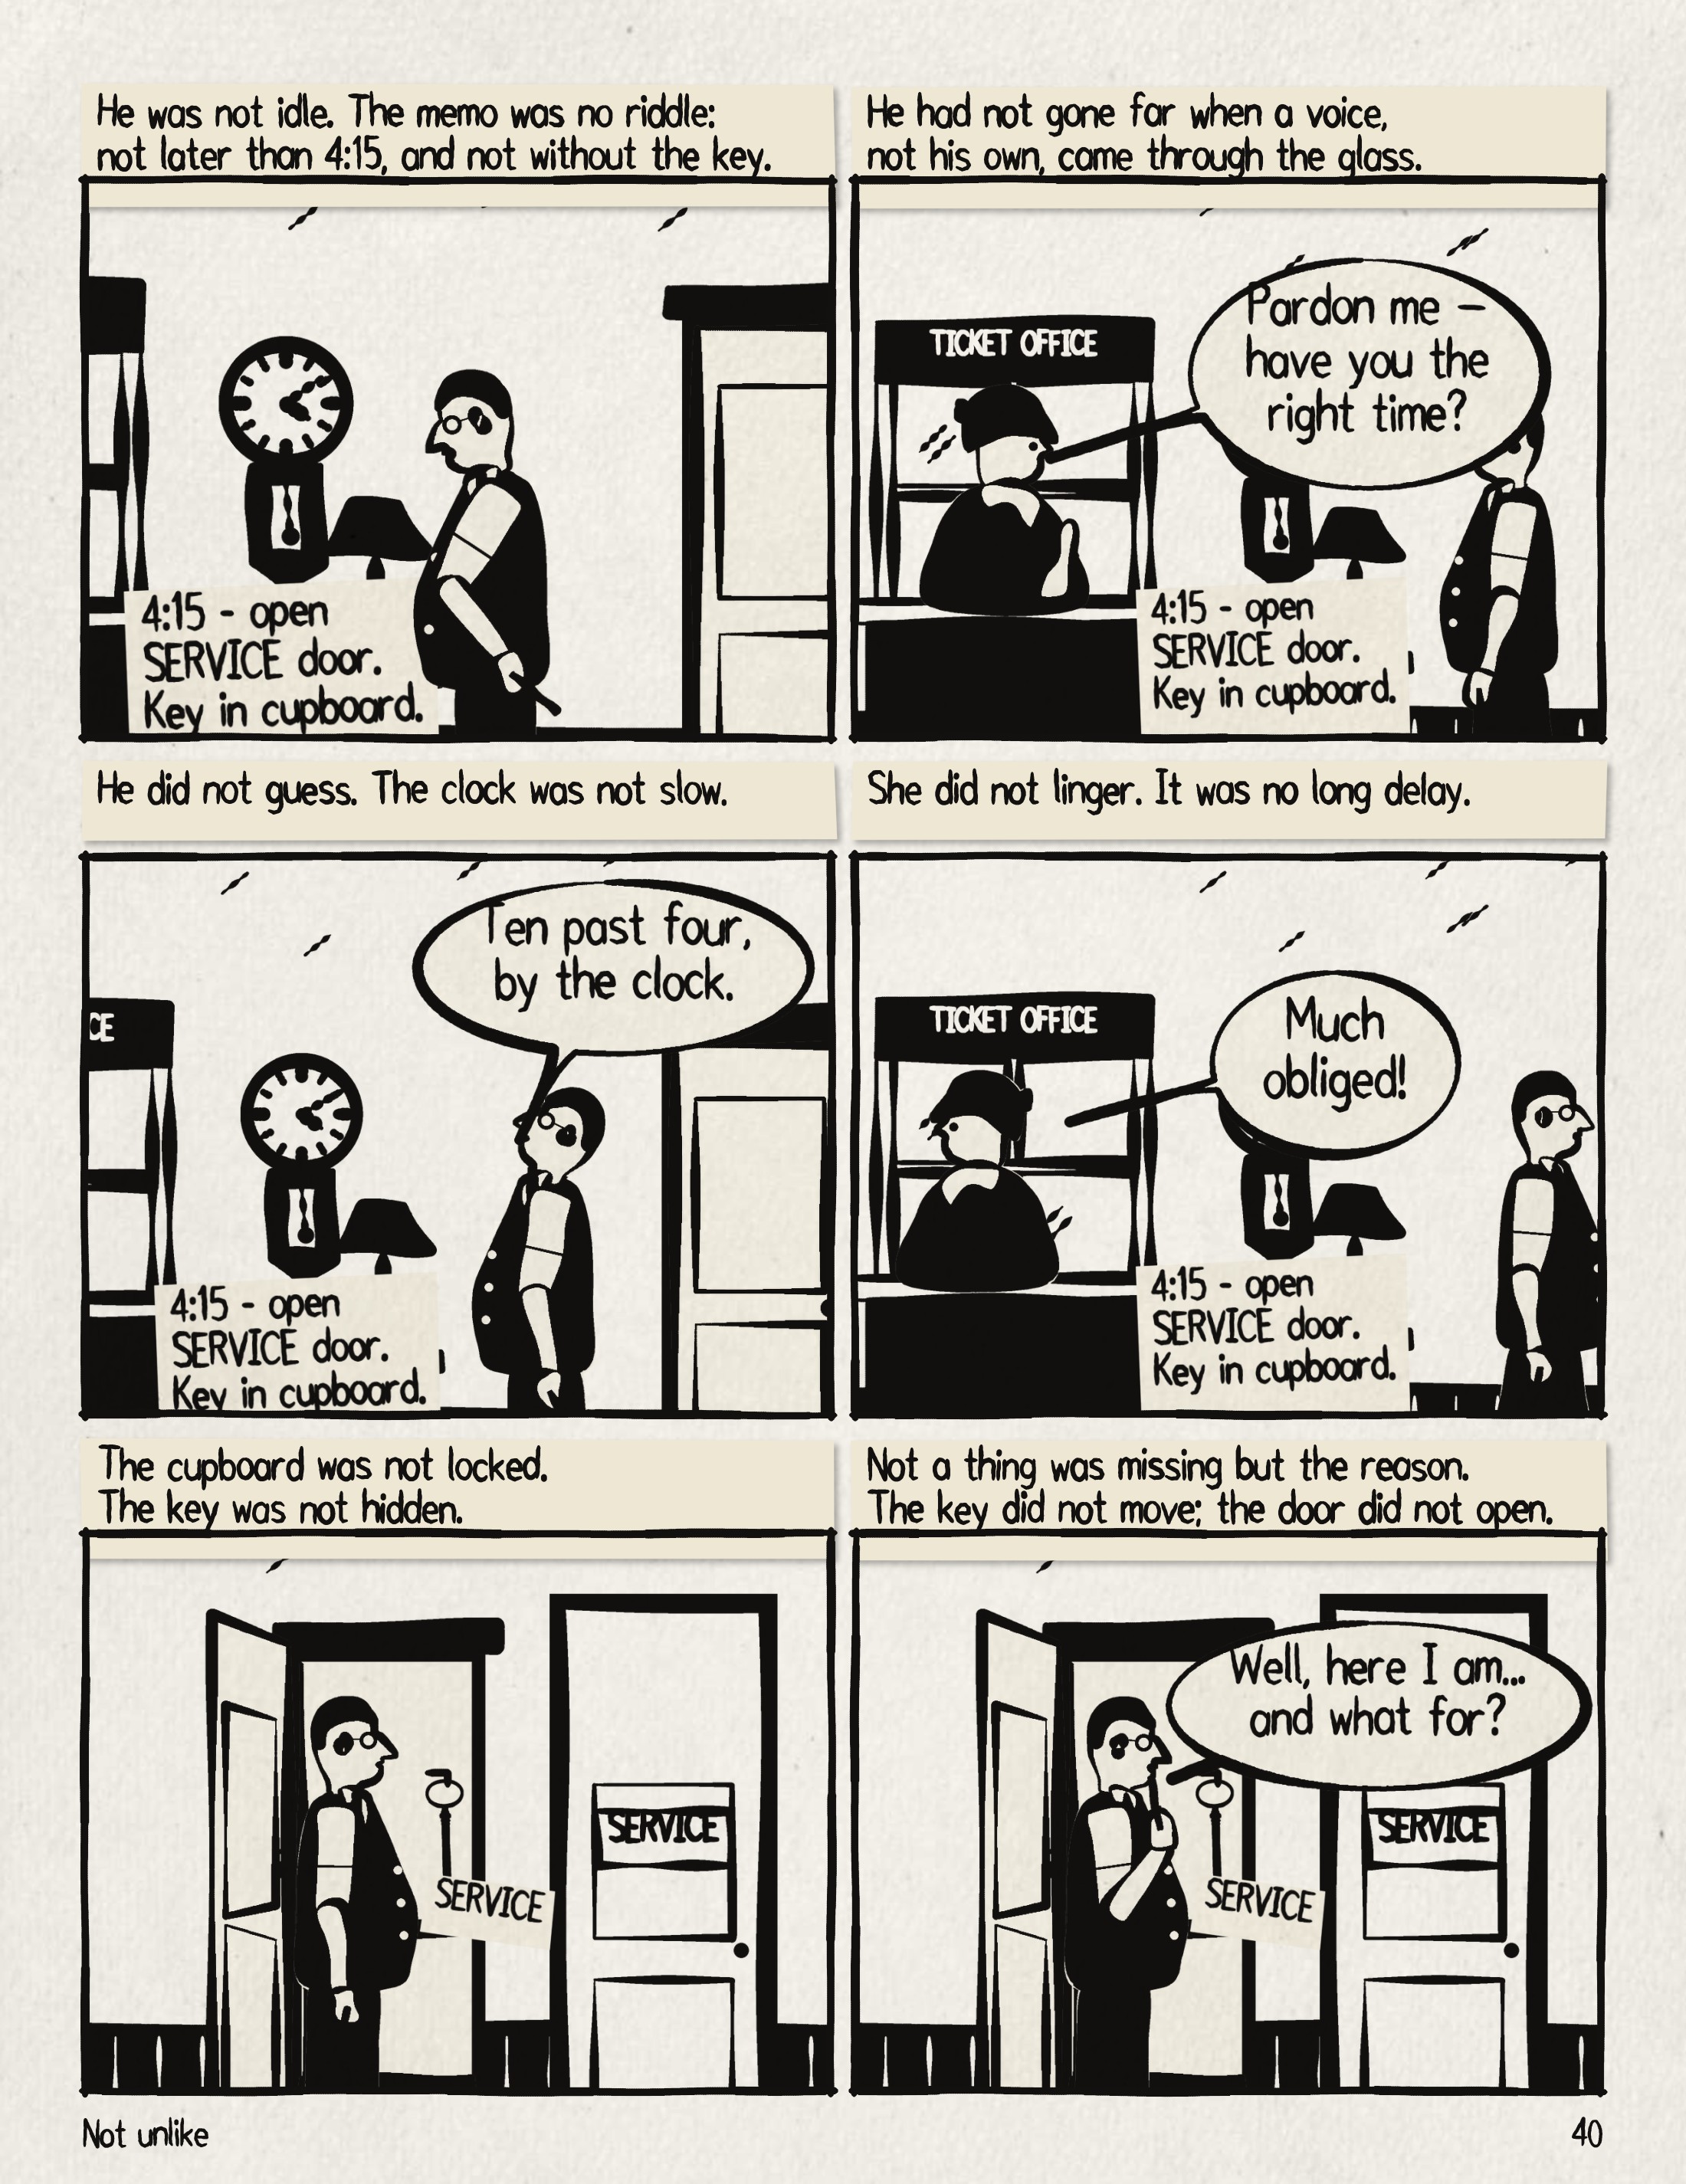 He was not idle. The memo was no riddle:
not later than 4:15, and not without the key.
4:15 - open
SERVICE door.
Key in cupboard.
He had not gone far when a voice,
not his own, came through the glass.
TICKET OFFICE
Pardon me –
have you the
right time?
4:15 - open
SERVICE door.
Key in cupboard.
He did not guess. The clock was not slow.
Ten past four,
by the clock.
CE
4:15 - open
SERVICE door.
Key in cupboard.
She did not linger. It was no long delay.
TICKET OFFICE
Much
obliged!
4:15 - open
SERVICE door.
Key in cupboard.
The cupboard was not locked.
The key was not hidden.
SERVICE
SERVICE
Not a thing was missing but the reason.
The key did not move; the door did not open.
Well, here I am...
and what for?
SERVICE
SERVICE
Not unlike
40